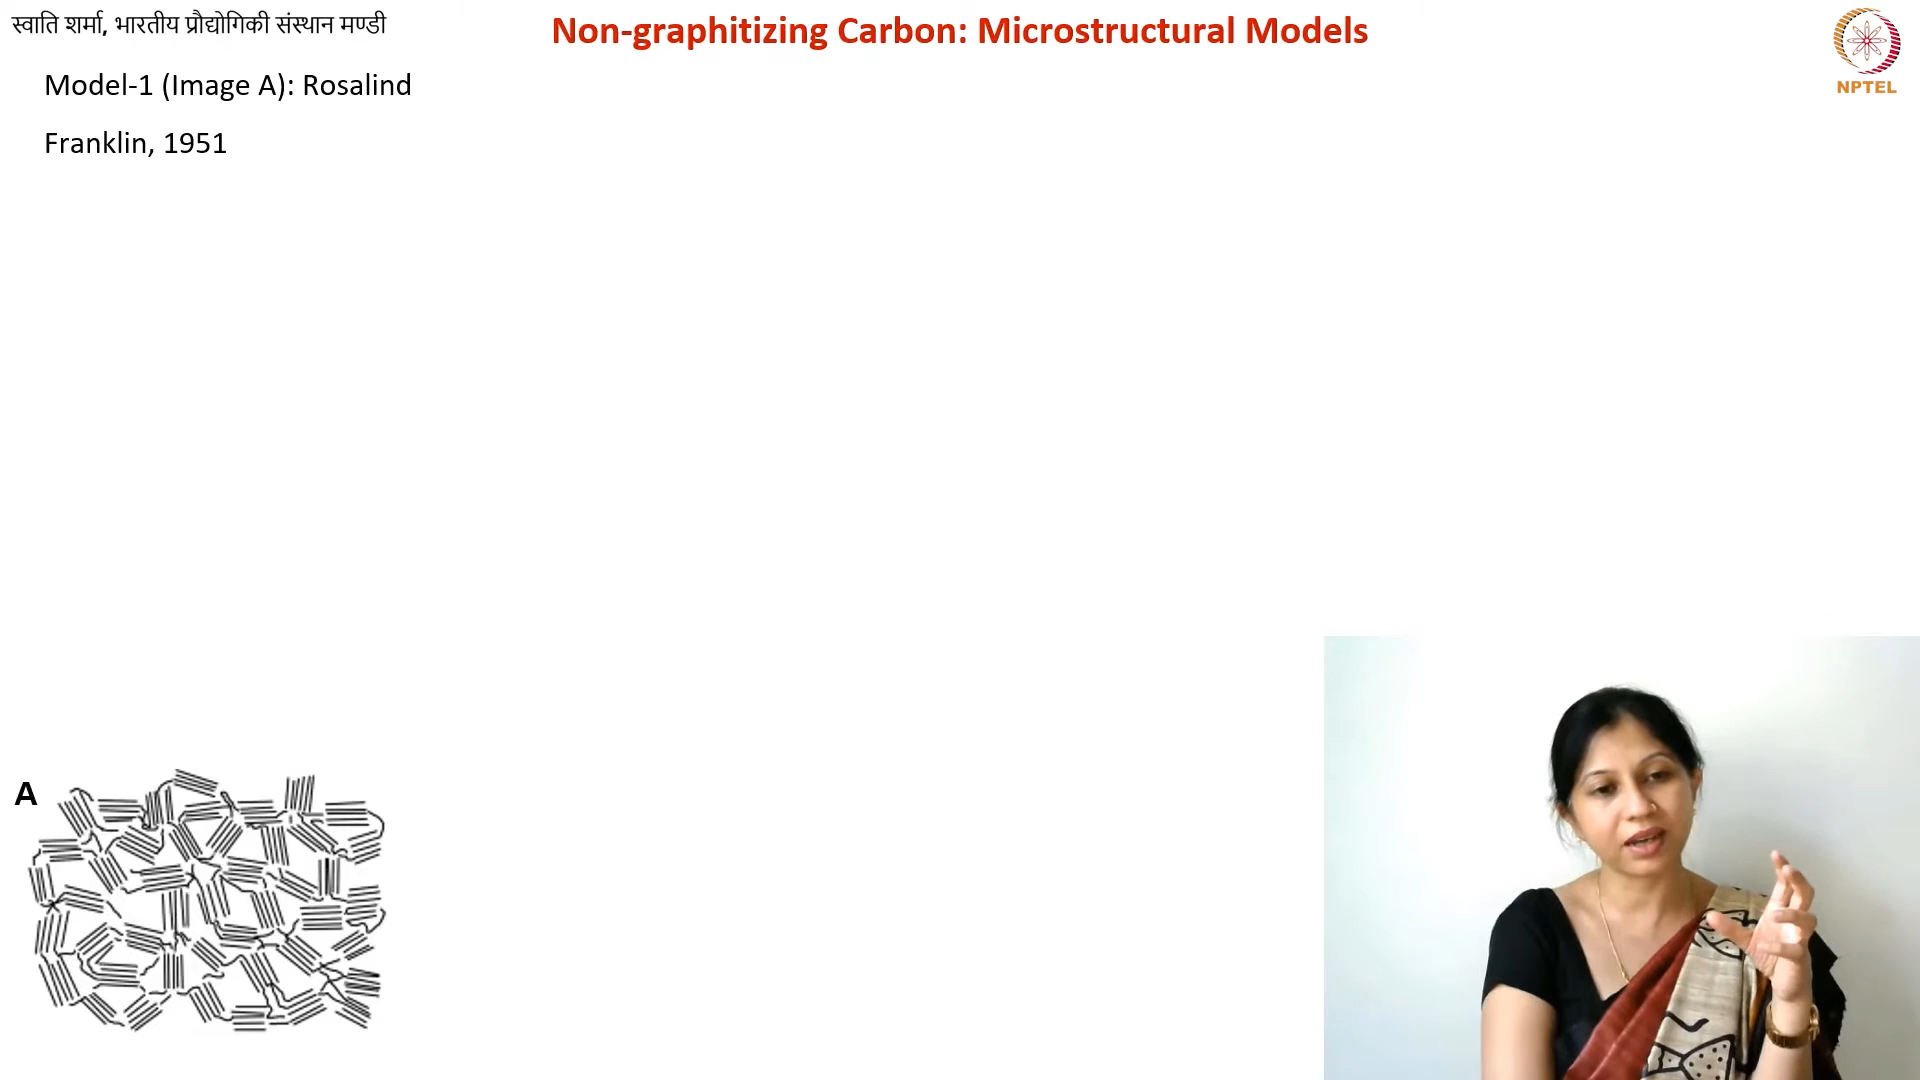 स्वाति शर्मा, भारतीय प्रौद्योगिकी संस्थान मण्डी
Non-graphitizing Carbon: Microstructural Models
NPTEL
Model-1 (Image A): Rosalind
Franklin, 1951
A